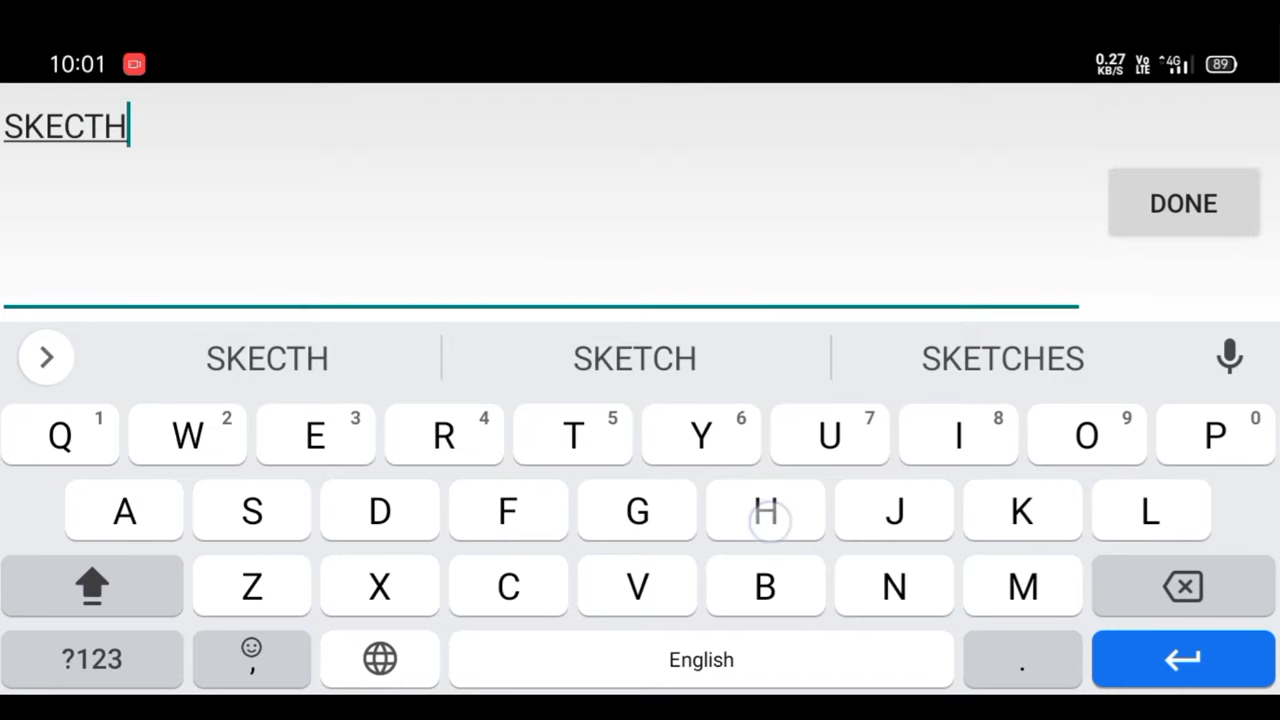 10:01 0.27 KB/S Vo LTE 4G 89
SKECTH
DONE
SKECTH SKETCH SKETCHES
Q 1 W 2 E 3 R 4 T 5 Y 6 U 7 I 8 O 9 P 0
A S D F G H J K L
Z X C V B N M
?123 , English .